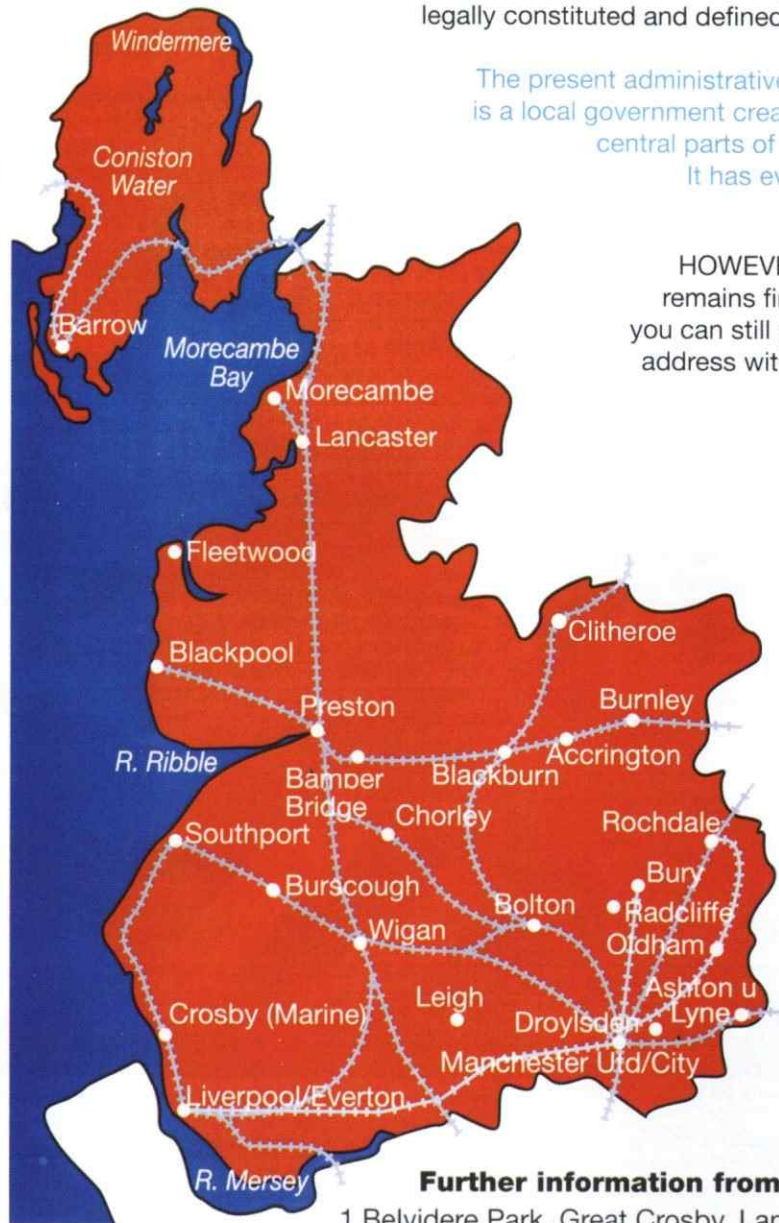 legally constituted and defined
The present administrative
is a local government crea
central parts of
It has ev
HOWEV
remains fi
you can still
address wit
Windermere
Coniston
Water
Barrow
Morecambe
Bay
Morecambe
Lancaster
Fleetwood
Clitheroe
Blackpool
Preston
Burnley
R. Ribble
Bamber
Bridge
Blackburn
Accrington
Southport
Chorley
Rochdale
Burscough
Bury
Bolton
Radcliffe
Wigan
Oldham
Leigh
Ashton u
Lyne
Crosby (Marine)
Droylsden
Manchester Utd/City
Liverpool/Everton
R. Mersey
Further information from
1 Belvidere Park, Great Crosby, Lan